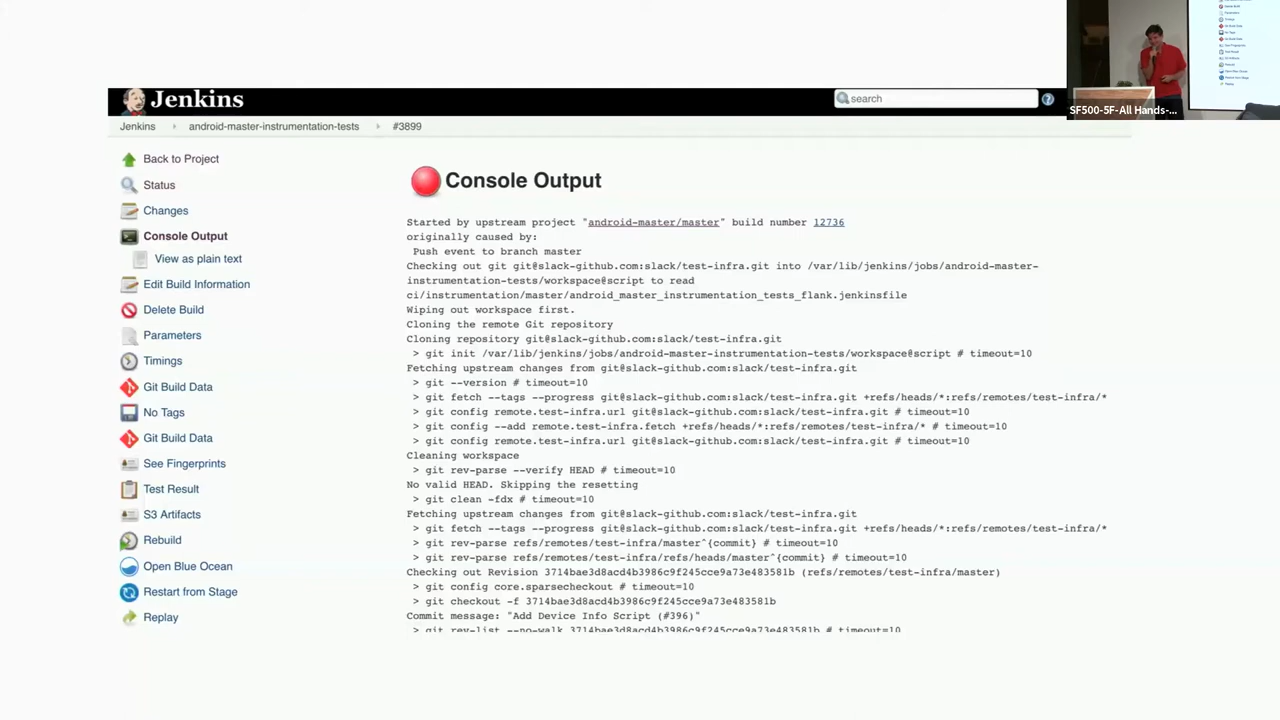 Jenkins
search
?
SF500-5F-All Hands-...
Jenkins
android-master-instrumentation-tests
#3899
Back to Project
Status
Changes
Console Output
View as plain text
Edit Build Information
Delete Build
Parameters
Timings
Git Build Data
No Tags
Git Build Data
See Fingerprints
Test Result
S3 Artifacts
Rebuild
Open Blue Ocean
Restart from Stage
Replay
Console Output
Started by upstream project "android-master/master" build number 12736
originally caused by:
Push event to branch master
Checking out git git@slack-github.com:slack/test-infra.git into /var/lib/jenkins/jobs/android-master-
instrumentation-tests/workspace@script to read
ci/instrumentation/master/android_master_instrumentation_tests_flank.jenkinsfile
Wiping out workspace first.
Cloning the remote Git repository
Cloning repository git@slack-github.com:slack/test-infra.git
> git init /var/lib/jenkins/jobs/android-master-instrumentation-tests/workspace@script # timeout=10
Fetching upstream changes from git@slack-github.com:slack/test-infra.git
> git --version # timeout=10
> git fetch --tags --progress git@slack-github.com:slack/test-infra.git +refs/heads/*:refs/remotes/test-infra/*
> git config remote.test-infra.url git@slack-github.com:slack/test-infra.git # timeout=10
> git config --add remote.test-infra.fetch +refs/heads/*:refs/remotes/test-infra/* # timeout=10
> git config remote.test-infra.url git@slack-github.com:slack/test-infra.git # timeout=10
Cleaning workspace
> git rev-parse --verify HEAD # timeout=10
No valid HEAD. Skipping the resetting
> git clean -fdx # timeout=10
Fetching upstream changes from git@slack-github.com:slack/test-infra.git
> git fetch --tags --progress git@slack-github.com:slack/test-infra.git +refs/heads/*:refs/remotes/test-infra/*
> git rev-parse refs/remotes/test-infra/master^{commit} # timeout=10
> git rev-parse refs/remotes/test-infra/refs/heads/master^{commit} # timeout=10
Checking out Revision 3714bae3d8acd4b3986c9f245cce9a73e483581b (refs/remotes/test-infra/master)
> git config core.sparsecheckout # timeout=10
> git checkout -f 3714bae3d8acd4b3986c9f245cce9a73e483581b
Commit message: "Add Device Info Script (#396)"
> git rev-list --no-walk 3714bae3d8acd4b3986c9f245cce9a73e483581b # timeout=10